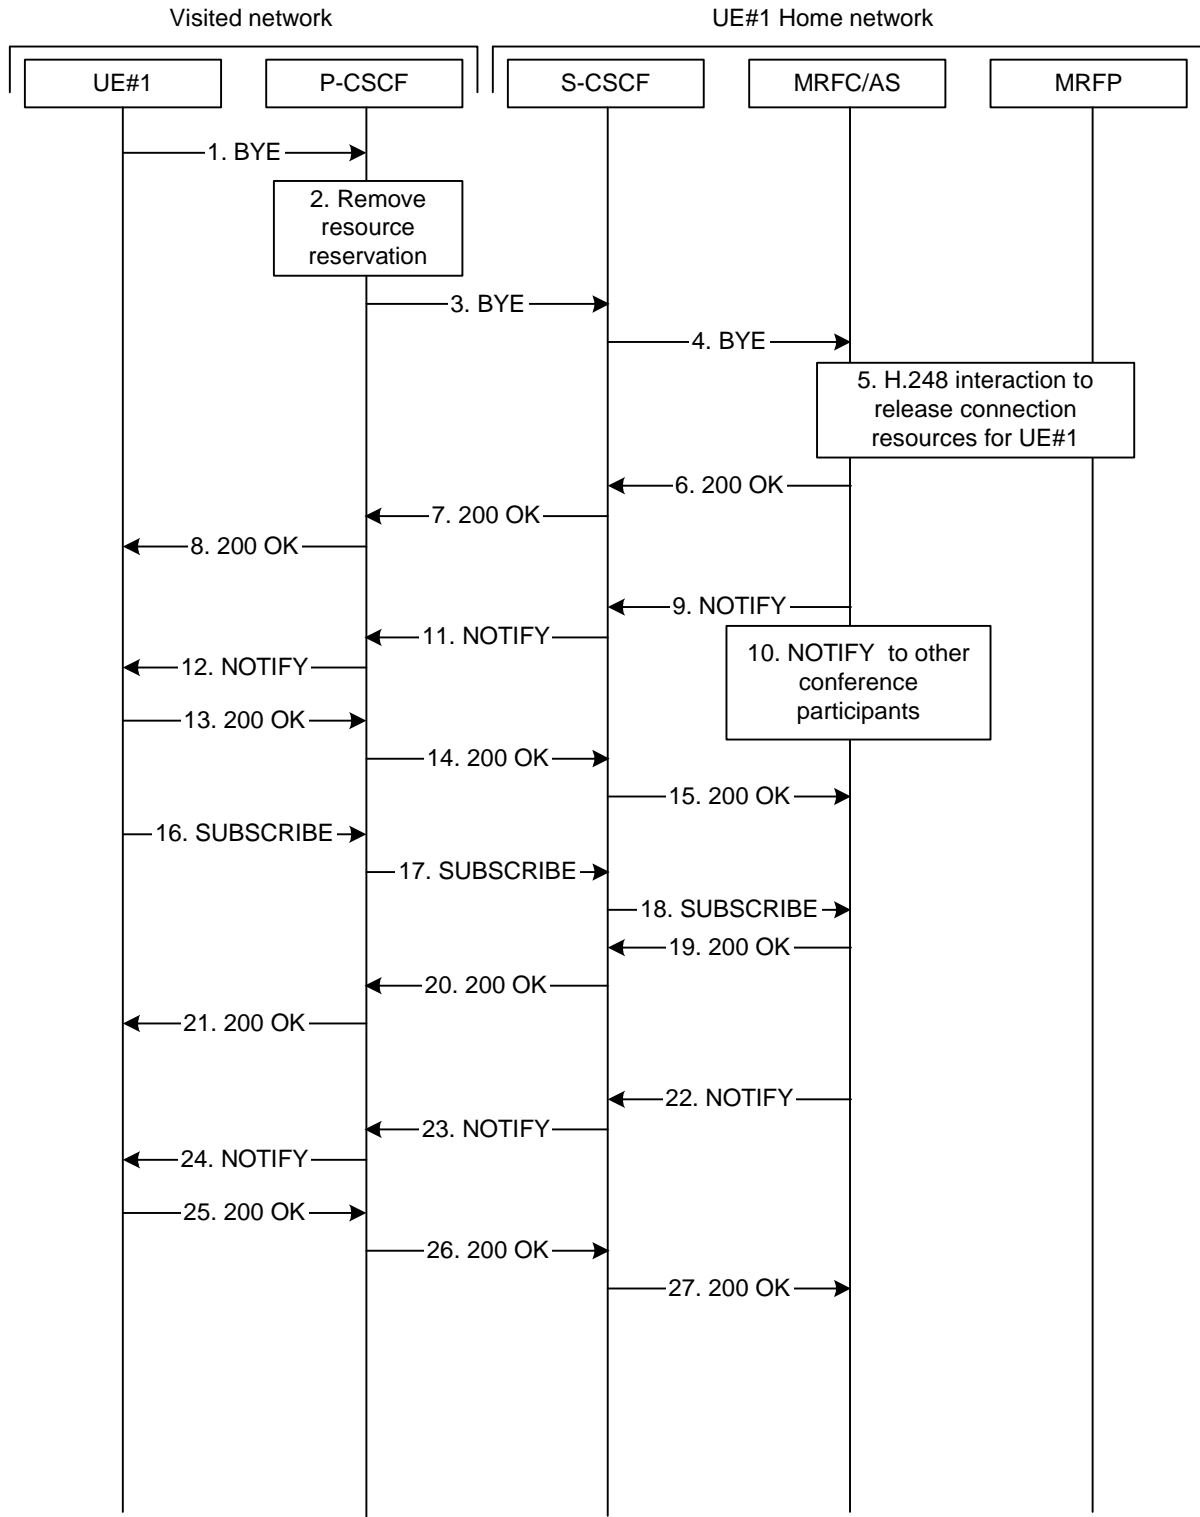 Visited network
UE#1 Home network
UE#1
P-CSCF
S-CSCF
MRFC/AS
MRFP
1. BYE
2. Remove
resource
reservation
3. BYE
4. BYE
5. H.248 interaction to
release connection
resources for UE#1
6. 200 OK
7. 200 OK
8. 200 OK
9. NOTIFY
10. NOTIFY to other
conference
participants
11. NOTIFY
12. NOTIFY
13. 200 OK
14. 200 OK
15. 200 OK
16. SUBSCRIBE
17. SUBSCRIBE
18. SUBSCRIBE
19. 200 OK
20. 200 OK
21. 200 OK
22. NOTIFY
23. NOTIFY
24. NOTIFY
25. 200 OK
26. 200 OK
27. 200 OK